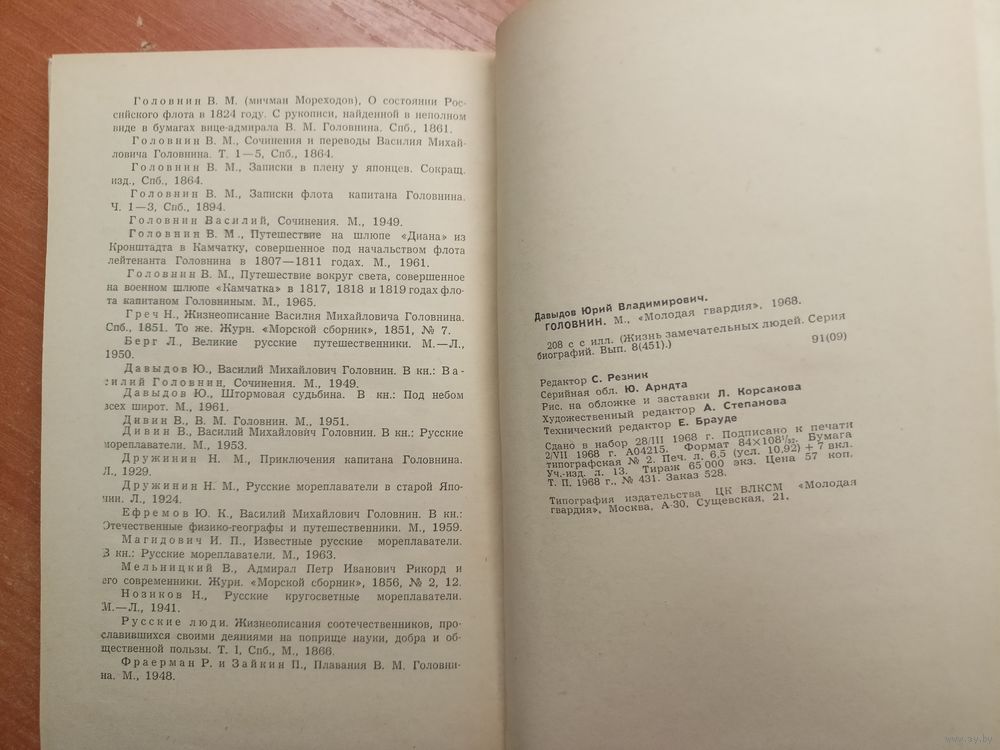 Головнин В. М. (мичман Мореходов), О состоянии Рос-
сийского флота в 1824 году. С рукописи, найденной в неполном
виде в бумагах вице-адмирала В. М. Головнина. Спб., 1861.
Головнин В. М., Сочинения и переводы Василия Михай-
ловича Головнина. Т. 1—5, Спб., 1864.
Головнин В. М., Записки в плену у японцев. Сокращ.
изд., Спб., 1864.
Головнин В. М., Записки флота капитана Головнина.
Ч. 1—3, Спб., 1894.
Головнин Василий, Сочинения. М., 1949.
Головнин В. М., Путешествие на шлюпе «Диана» из
Кронштадта в Камчатку, совершенное под начальством флота
лейтенанта Головнина в 1807—1811 годах. М., 1961.
Головнин В. М., Путешествие вокруг света, совершенное
на военном шлюпе «Камчатка» в 1817, 1818 и 1819 годах фло-
та капитаном Головниным. М., 1965.
Греч Н., Жизнеописание Василия Михайловича Головнина.
Спб., 1851. То же. Журн. «Морской сборник», 1851, № 7.
Берг Л., Великие русские путешественники. М.—Л.,
1950.
Давыдов Ю., Василий Михайлович Головнин. В кн.: Ва-
силий Головнин, Сочинения. М., 1949.
Давыдов Ю., Штормовая судьбина. В кн.: Под небом
всех широт. М., 1961.
Дивин В., В. М. Головнин. М., 1951.
Дивин В., Василий Михайлович Головнин. В кн.: Русские
мореплаватели. М., 1953.
Дружинин Н. М., Приключения капитана Головнина.
Л., 1929.
Дружинин Н. М., Русские мореплаватели в старой Япо-
нии. Л., 1924.
Ефремов Ю. К., Василий Михайлович Головнин. В кн.:
Отечественные физико-географы и путешественники. М., 1959.
Магидович И. П., Известные русские мореплаватели.
В кн.: Русские мореплаватели. М., 1963.
Мельницкий В., Адмирал Петр Иванович Рикорд и
его современники. Журн. «Морской сборник», 1856, № 2, 12.
Нозиков Н., Русские кругосветные мореплаватели.
М.—Л., 1941.
Русские люди. Жизнеописания соотечественников, про-
славившихся своими деяниями на поприще науки, добра и об-
щественной пользы. Т. I, Спб., М., 1866.
Фраерман Р. и Зайкин П., Плавания В. М. Головни-
на. М., 1948.
Давыдов Юрий Владимирович.
ГОЛОВНИН. М., «Молодая гвардия», 1968.
208 с с илл. (Жизнь замечательных людей. Серия
биографий. Вып. 8(451).)
91(09)
Редактор С. Резник
Серийная обл. Ю. Арндта
Рис. на обложке и заставки Л. Корсакова
Художественный редактор А. Степанова
Технический редактор Е. Брауде
Сдано в набор 28/III 1968 г. Подписано к печати
2/VII 1968 г. А04215. Формат 84×108¹/₃₂. Бумага
типографская № 2. Печ. л. 6,5 (усл. 10,92) + 7 вкл.
Уч.-изд. л. 13. Тираж 65 000 экз. Цена 57 коп.
Т. П. 1968 г., № 431. Заказ 528.
Типография издательства ЦК ВЛКСМ «Молодая
гвардия», Москва, А-30, Сущевская, 21.
www.ay.by